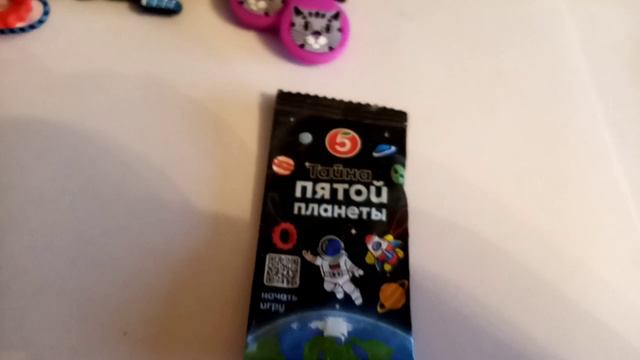 5
Тайна
пятой
планеты
начать
игру